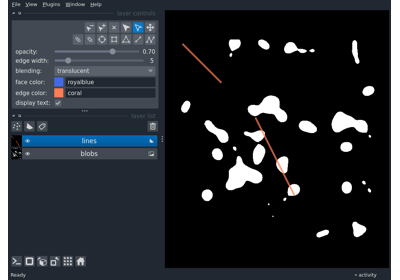 File View Plugins Window Help
layer controls
opacity: 0.70
edge width: 5
blending: translucent
face color: royalblue
edge color: coral
display text:
layer list
lines
blobs
Ready
activity